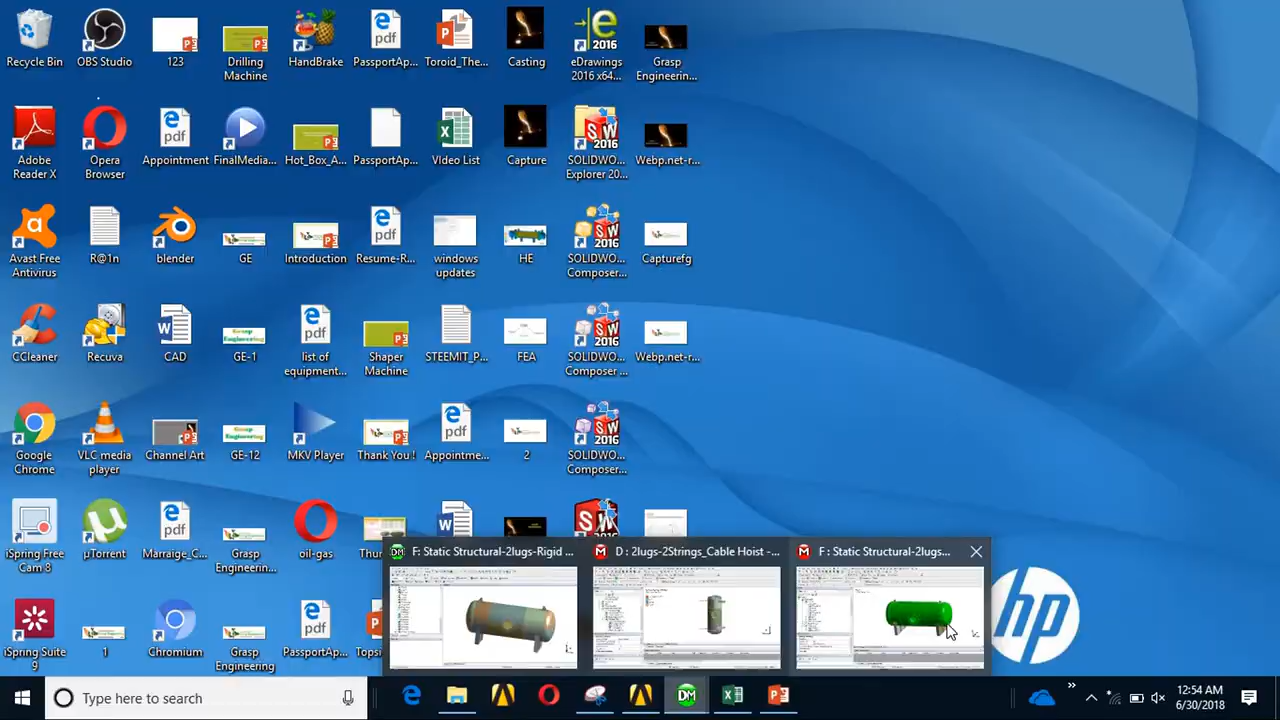 Recycle Bin
OBS Studio
123
Drilling
Machine
HandBrake
PassportAp...
Toroid_The...
Casting
eDrawings
2016 x64...
Grasp
Engineerin...
Adobe
Reader X
Opera
Browser
Appointment
FinalMedia...
Hot_Box_A...
PassportAp...
Video List
Capture
SOLIDWO...
Explorer 20...
Webp.net-r...
Avast Free
Antivirus
R@1n
blender
GE
Introduction
Resume-R...
windows
updates
HE
SOLIDWO...
Composer...
Capturefg
CCleaner
Recuva
CAD
GE-1
list of
equipment...
Shaper
Machine
STEEMIT_P...
FEA
SOLIDWO...
Composer ...
Webp.net-r...
Google
Chrome
VLC media
player
Channel Art
GE-12
MKV Player
Thank You !
Appointme...
2
SOLIDWO...
Composer...
iSpring Free
Cam 8
µTorrent
Marraige_C...
Grasp
Engineerin...
oil-gas
Thu
F: Static Structural-2lugs-Rigid ...
D : 2lugs-2Strings_Cable Hoist -...
F : Static Structural-2lugs...
iSpring Suite
9
1
Chromium
Grasp
Engineering
PassportAp...
Topsi
hp
Type here to search
DM
12:54 AM
6/30/2018